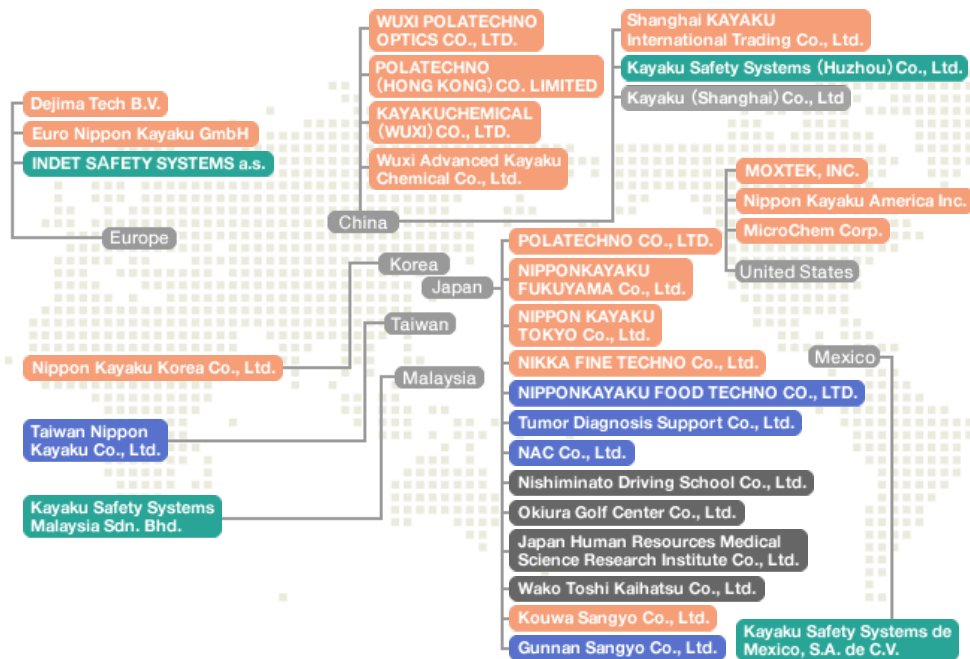 WUXI POLATECHNO
OPTICS CO., LTD.
POLATECHNO
(HONG KONG) CO. LIMITED
KAYAKUCHEMICAL
(WUXI) CO., LTD.
Wuxi Advanced Kayaku
Chemical Co., Ltd.
Shanghai KAYAKU
International Trading Co., Ltd.
Kayaku Safety Systems (Huzhou) Co., Ltd.
Kayaku (Shanghai) Co., Ltd
Dejima Tech B.V.
Euro Nippon Kayaku GmbH
INDET SAFETY SYSTEMS a.s.
Europe
China
MOXTEK, INC.
Nippon Kayaku America Inc.
MicroChem Corp.
United States
Korea
Japan
Taiwan
Malaysia
Mexico
Nippon Kayaku Korea Co., Ltd.
Taiwan Nippon
Kayaku Co., Ltd.
Kayaku Safety Systems
Malaysia Sdn. Bhd.
POLATECHNO CO., LTD.
NIPPONKAYAKU
FUKUYAMA Co., Ltd.
NIPPON KAYAKU
TOKYO Co., Ltd.
NIKKA FINE TECHNO Co., Ltd.
NIPPONKAYAKU FOOD TECHNO CO., LTD.
Tumor Diagnosis Support Co., Ltd.
NAC Co., Ltd.
Nishiminato Driving School Co., Ltd.
Okiura Golf Center Co., Ltd.
Japan Human Resources Medical
Science Research Institute Co., Ltd.
Wako Toshi Kaihatsu Co., Ltd.
Kouwa Sangyo Co., Ltd.
Gunnan Sangyo Co., Ltd.
Kayaku Safety Systems de
Mexico, S.A. de C.V.